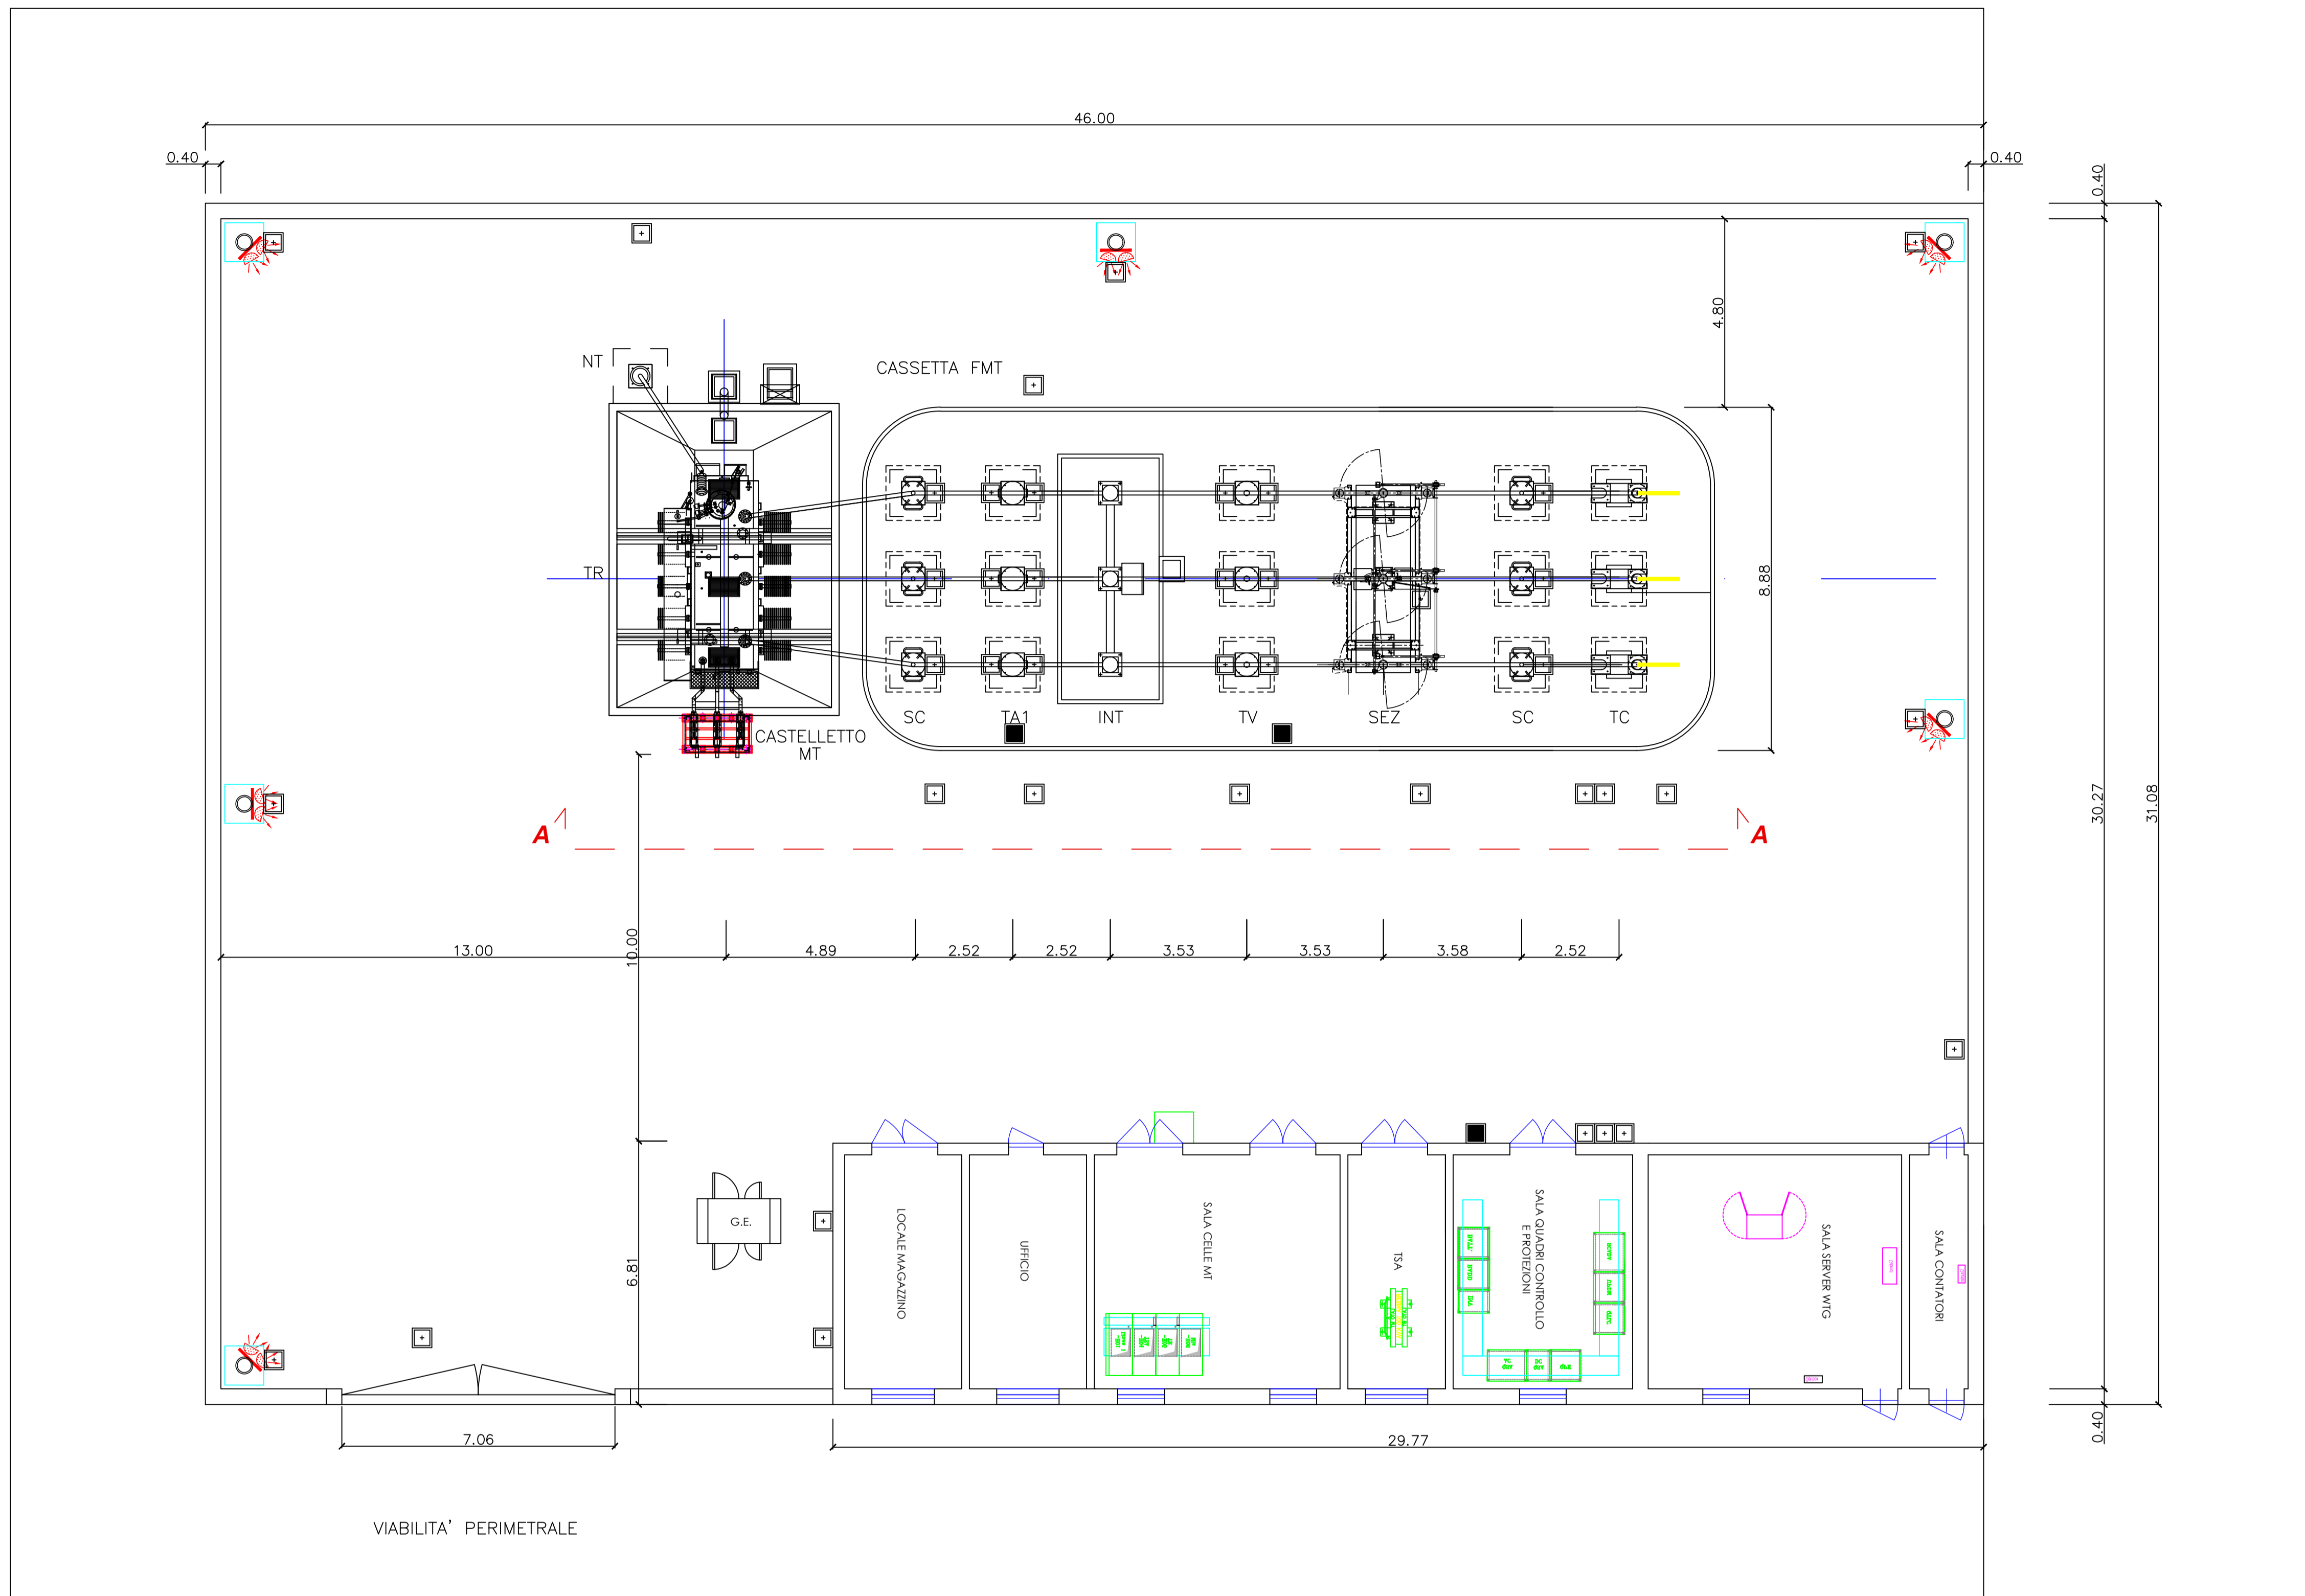 46.00
0.40
0.40
0.40
4.80
NT
CASSETTA FMT
TR
8.88
SC
TA1
INT
TV
SEZ
SC
TC
CASTELLETTO
MT
30.27
31.08
A
A
13.00
10.00
4.89
2.52
2.52
3.53
3.53
3.58
2.52
G.E.
6.81
LOCALE MAGAZZINO
UFFICIO
SALA CELLE MT
TSA
SALA QUADRI CONTROLLO
E PROTEZIONI
SALA SERVER WTG
SALA CONTATORI
7.06
29.77
0.40
VIABILITA' PERIMETRALE